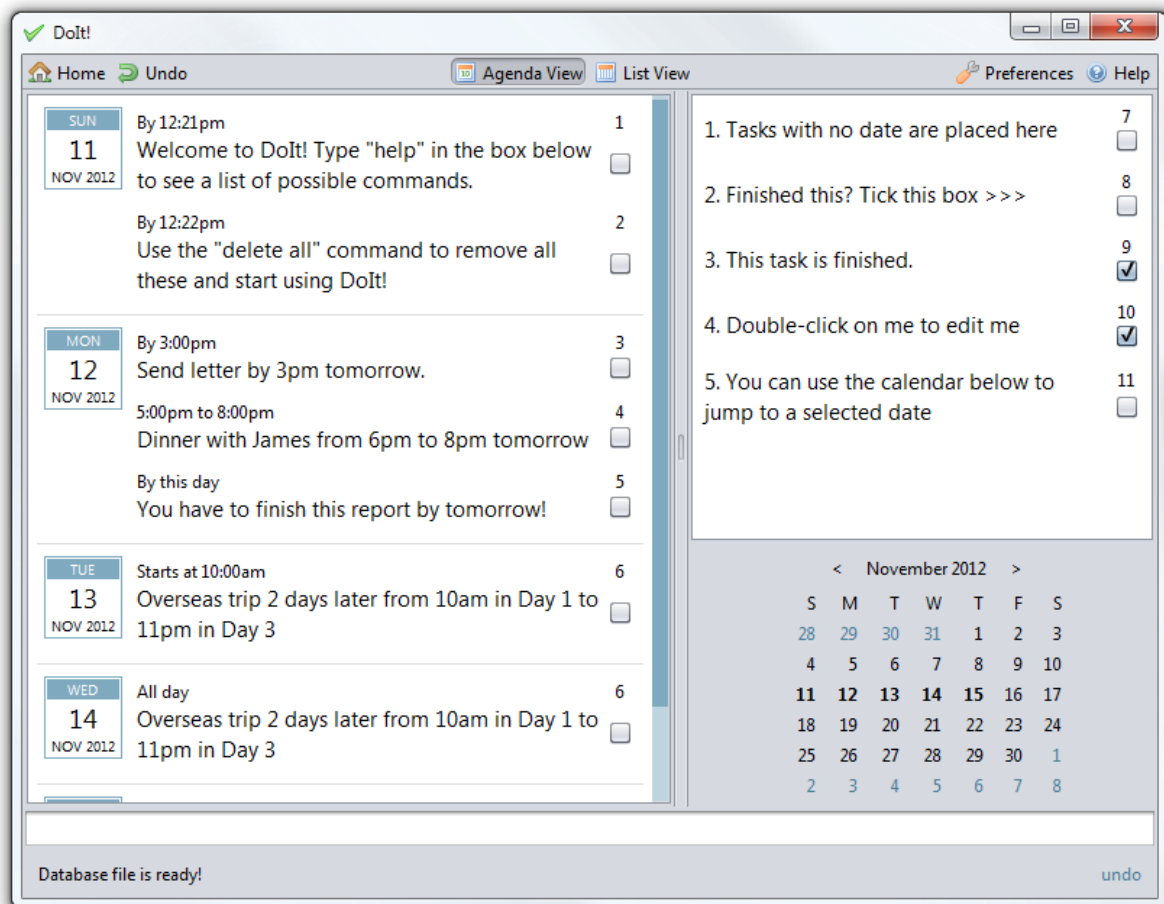 DoIt!
Home Undo Agenda View List View Preferences Help
SUN
11
NOV 2012
By 12:21pm 1
Welcome to DoIt! Type "help" in the box below
to see a list of possible commands.
By 12:22pm 2
Use the "delete all" command to remove all
these and start using DoIt!
MON
12
NOV 2012
By 3:00pm 3
Send letter by 3pm tomorrow.
5:00pm to 8:00pm 4
Dinner with James from 6pm to 8pm tomorrow
By this day 5
You have to finish this report by tomorrow!
TUE
13
NOV 2012
Starts at 10:00am 6
Overseas trip 2 days later from 10am in Day 1 to
11pm in Day 3
WED
14
NOV 2012
All day 6
Overseas trip 2 days later from 10am in Day 1 to
11pm in Day 3
7
1. Tasks with no date are placed here
8
2. Finished this? Tick this box >>>
9
3. This task is finished.
10
4. Double-click on me to edit me
5. You can use the calendar below to 11
jump to a selected date
< November 2012 >
S M T W T F S
28 29 30 31 1 2 3
4 5 6 7 8 9 10
11 12 13 14 15 16 17
18 19 20 21 22 23 24
25 26 27 28 29 30 1
2 3 4 5 6 7 8
Database file is ready! undo